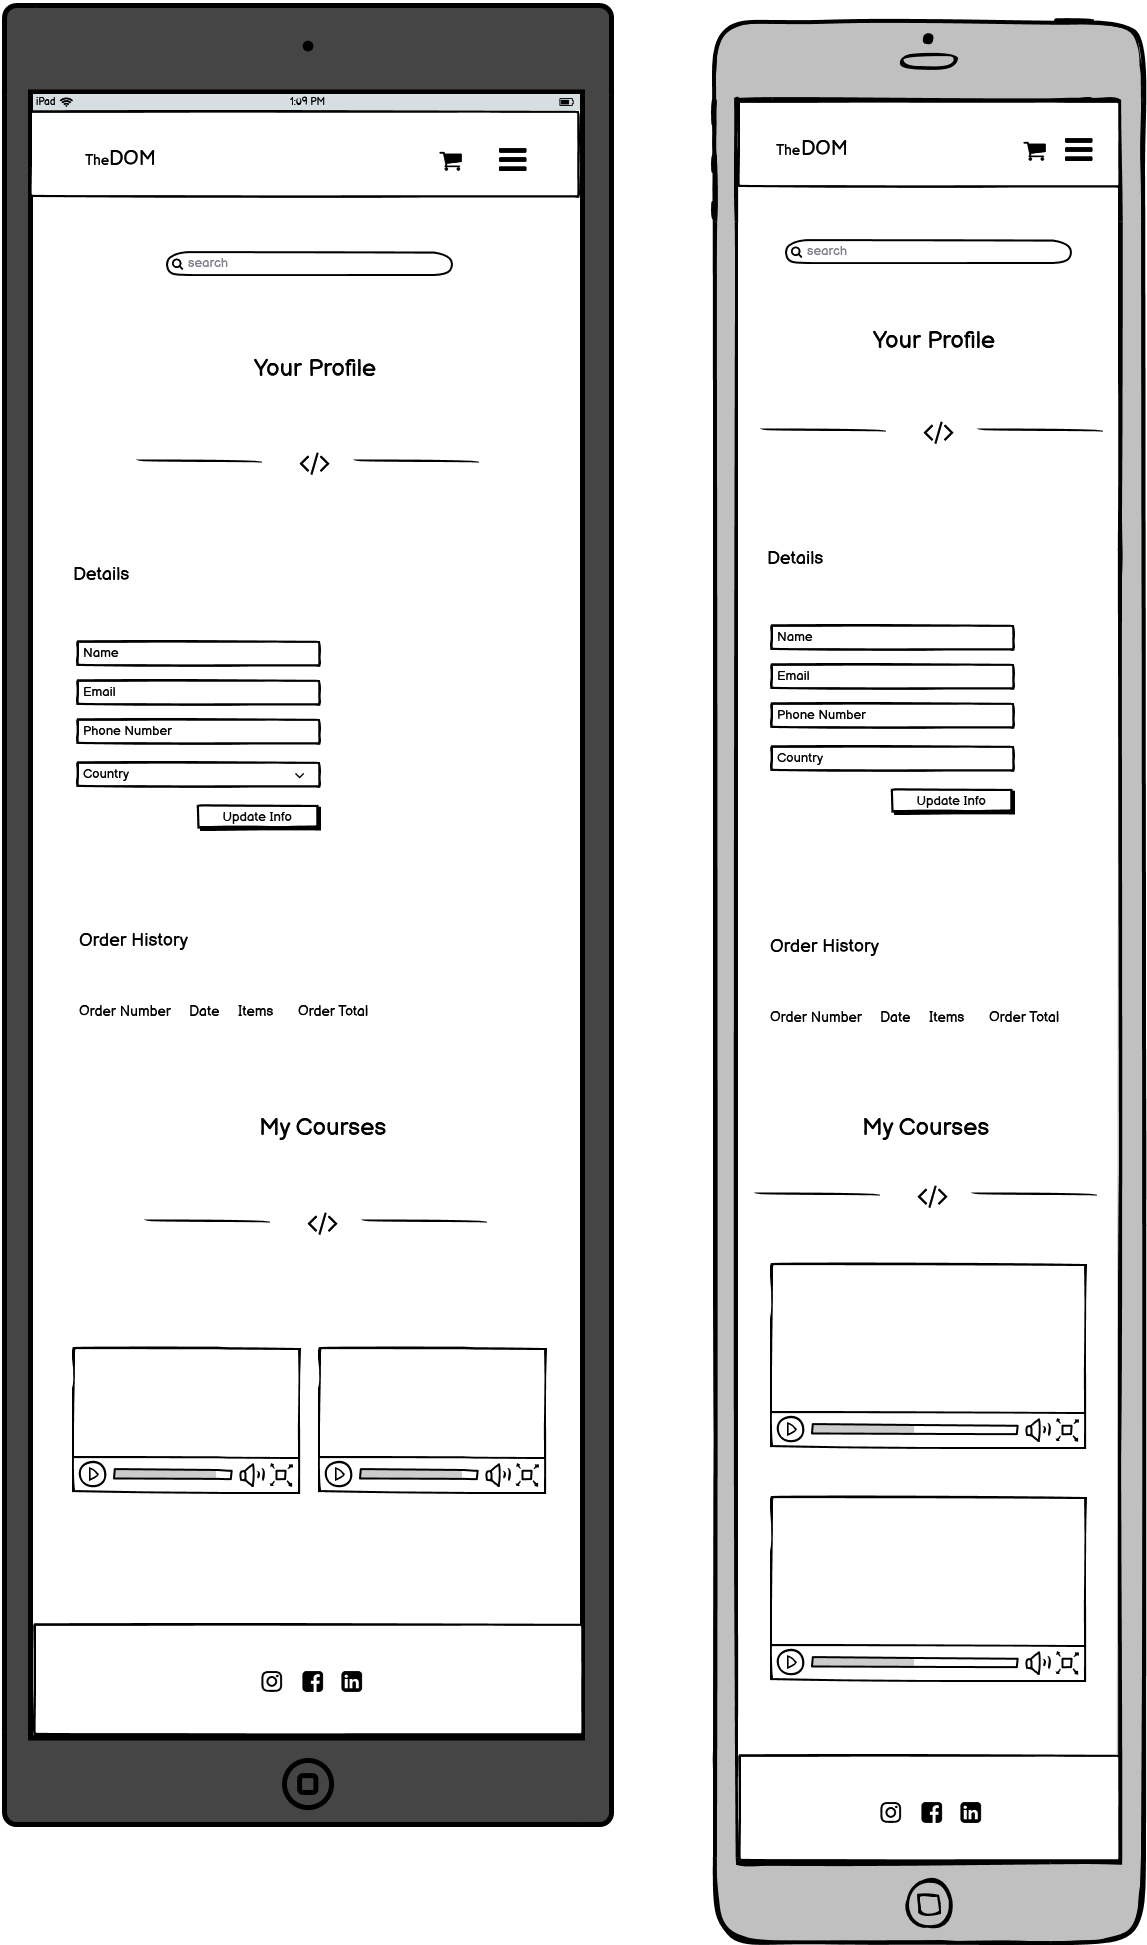 iPad 1:09 PM
TheDOM
search
Your Profile
</>
Details
Name
Email
Phone Number
Country
Update Info
Order History
Order Number Date Items Order Total
My Courses
</>
TheDOM
search
Your Profile
</>
Details
Name
Email
Phone Number
Country
Update Info
Order History
Order Number Date Items Order Total
My Courses
</>